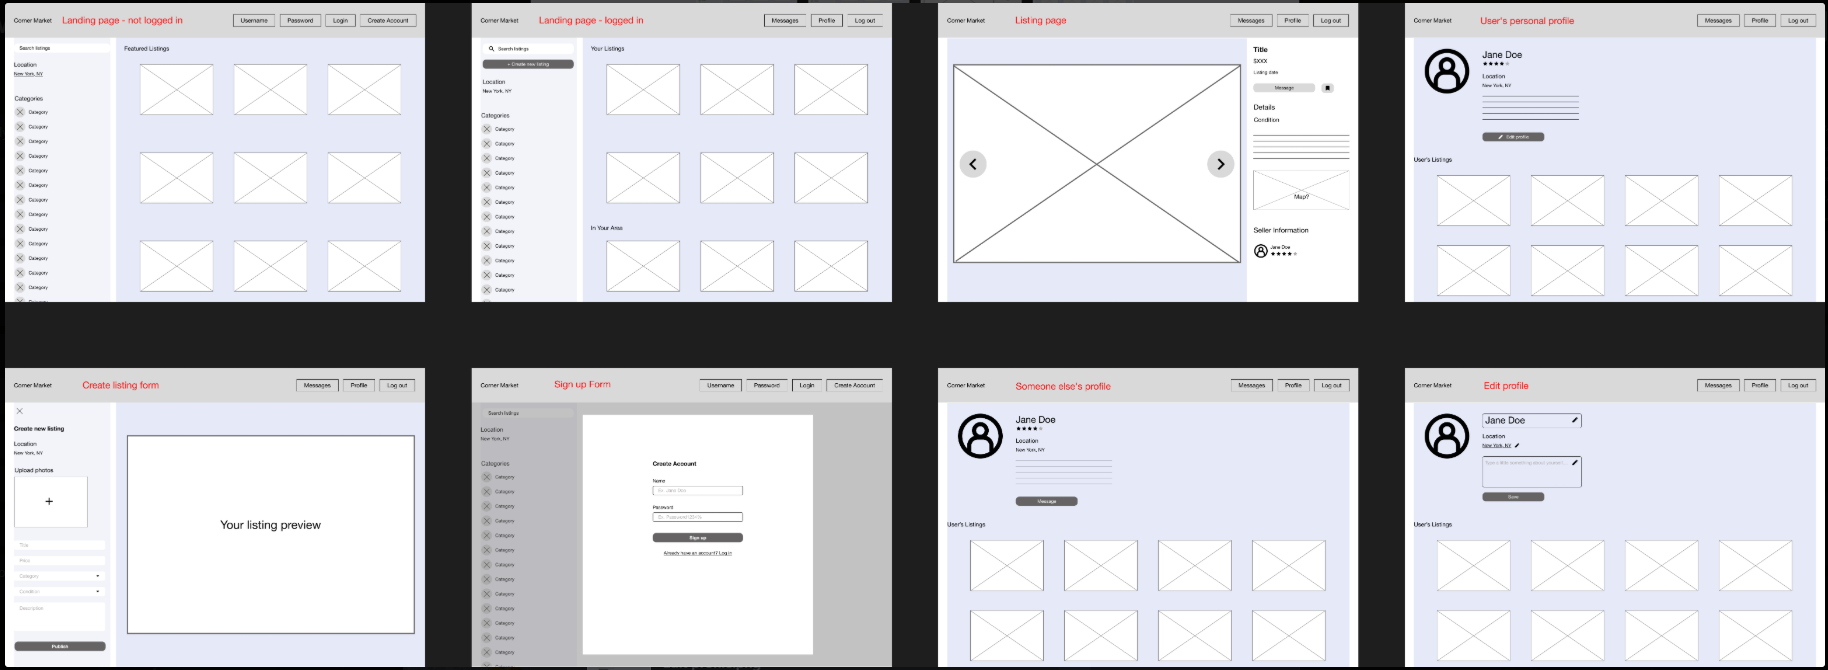 Corner Market
Landing page - not logged in
Username
Password
Login
Create Account
Search listings
Location
New York, NY
Categories
Category
Category
Category
Category
Category
Category
Category
Category
Category
Category
Category
Category
Category
Category
Featured Listings
Corner Market
Landing page - logged in
Messages
Profile
Log out
Search listings
+ Create new listing
Location
New York, NY
Categories
Category
Category
Category
Category
Category
Category
Category
Category
Category
Category
Category
Category
Your Listings
In Your Area
Corner Market
Listing page
Messages
Profile
Log out
Title
$XXX
Listing date
Message
Details
Condition
Map?
Seller Information
Jane Doe
Corner Market
User's personal profile
Messages
Profile
Log out
Jane Doe
Location
New York, NY
Edit profile
User's Listings
Corner Market
Create listing form
Messages
Profile
Log out
Create new listing
Location
New York, NY
Upload photos
+
Title
Price
Category
Condition
Description
Publish
Your listing preview
Corner Market
Sign up Form
Username
Password
Login
Create Account
Search listings
Location
New York, NY
Categories
Category
Category
Category
Category
Category
Category
Category
Category
Category
Category
Category
Category
Category
Create Account
Name
Ex. Jane Doe
Password
Sign up
Already have an account? Log in
Corner Market
Someone else's profile
Messages
Profile
Log out
Jane Doe
Location
New York, NY
Message
User's Listings
Corner Market
Edit profile
Messages
Profile
Log out
Jane Doe
Location
New York, NY
Save
User's Listings